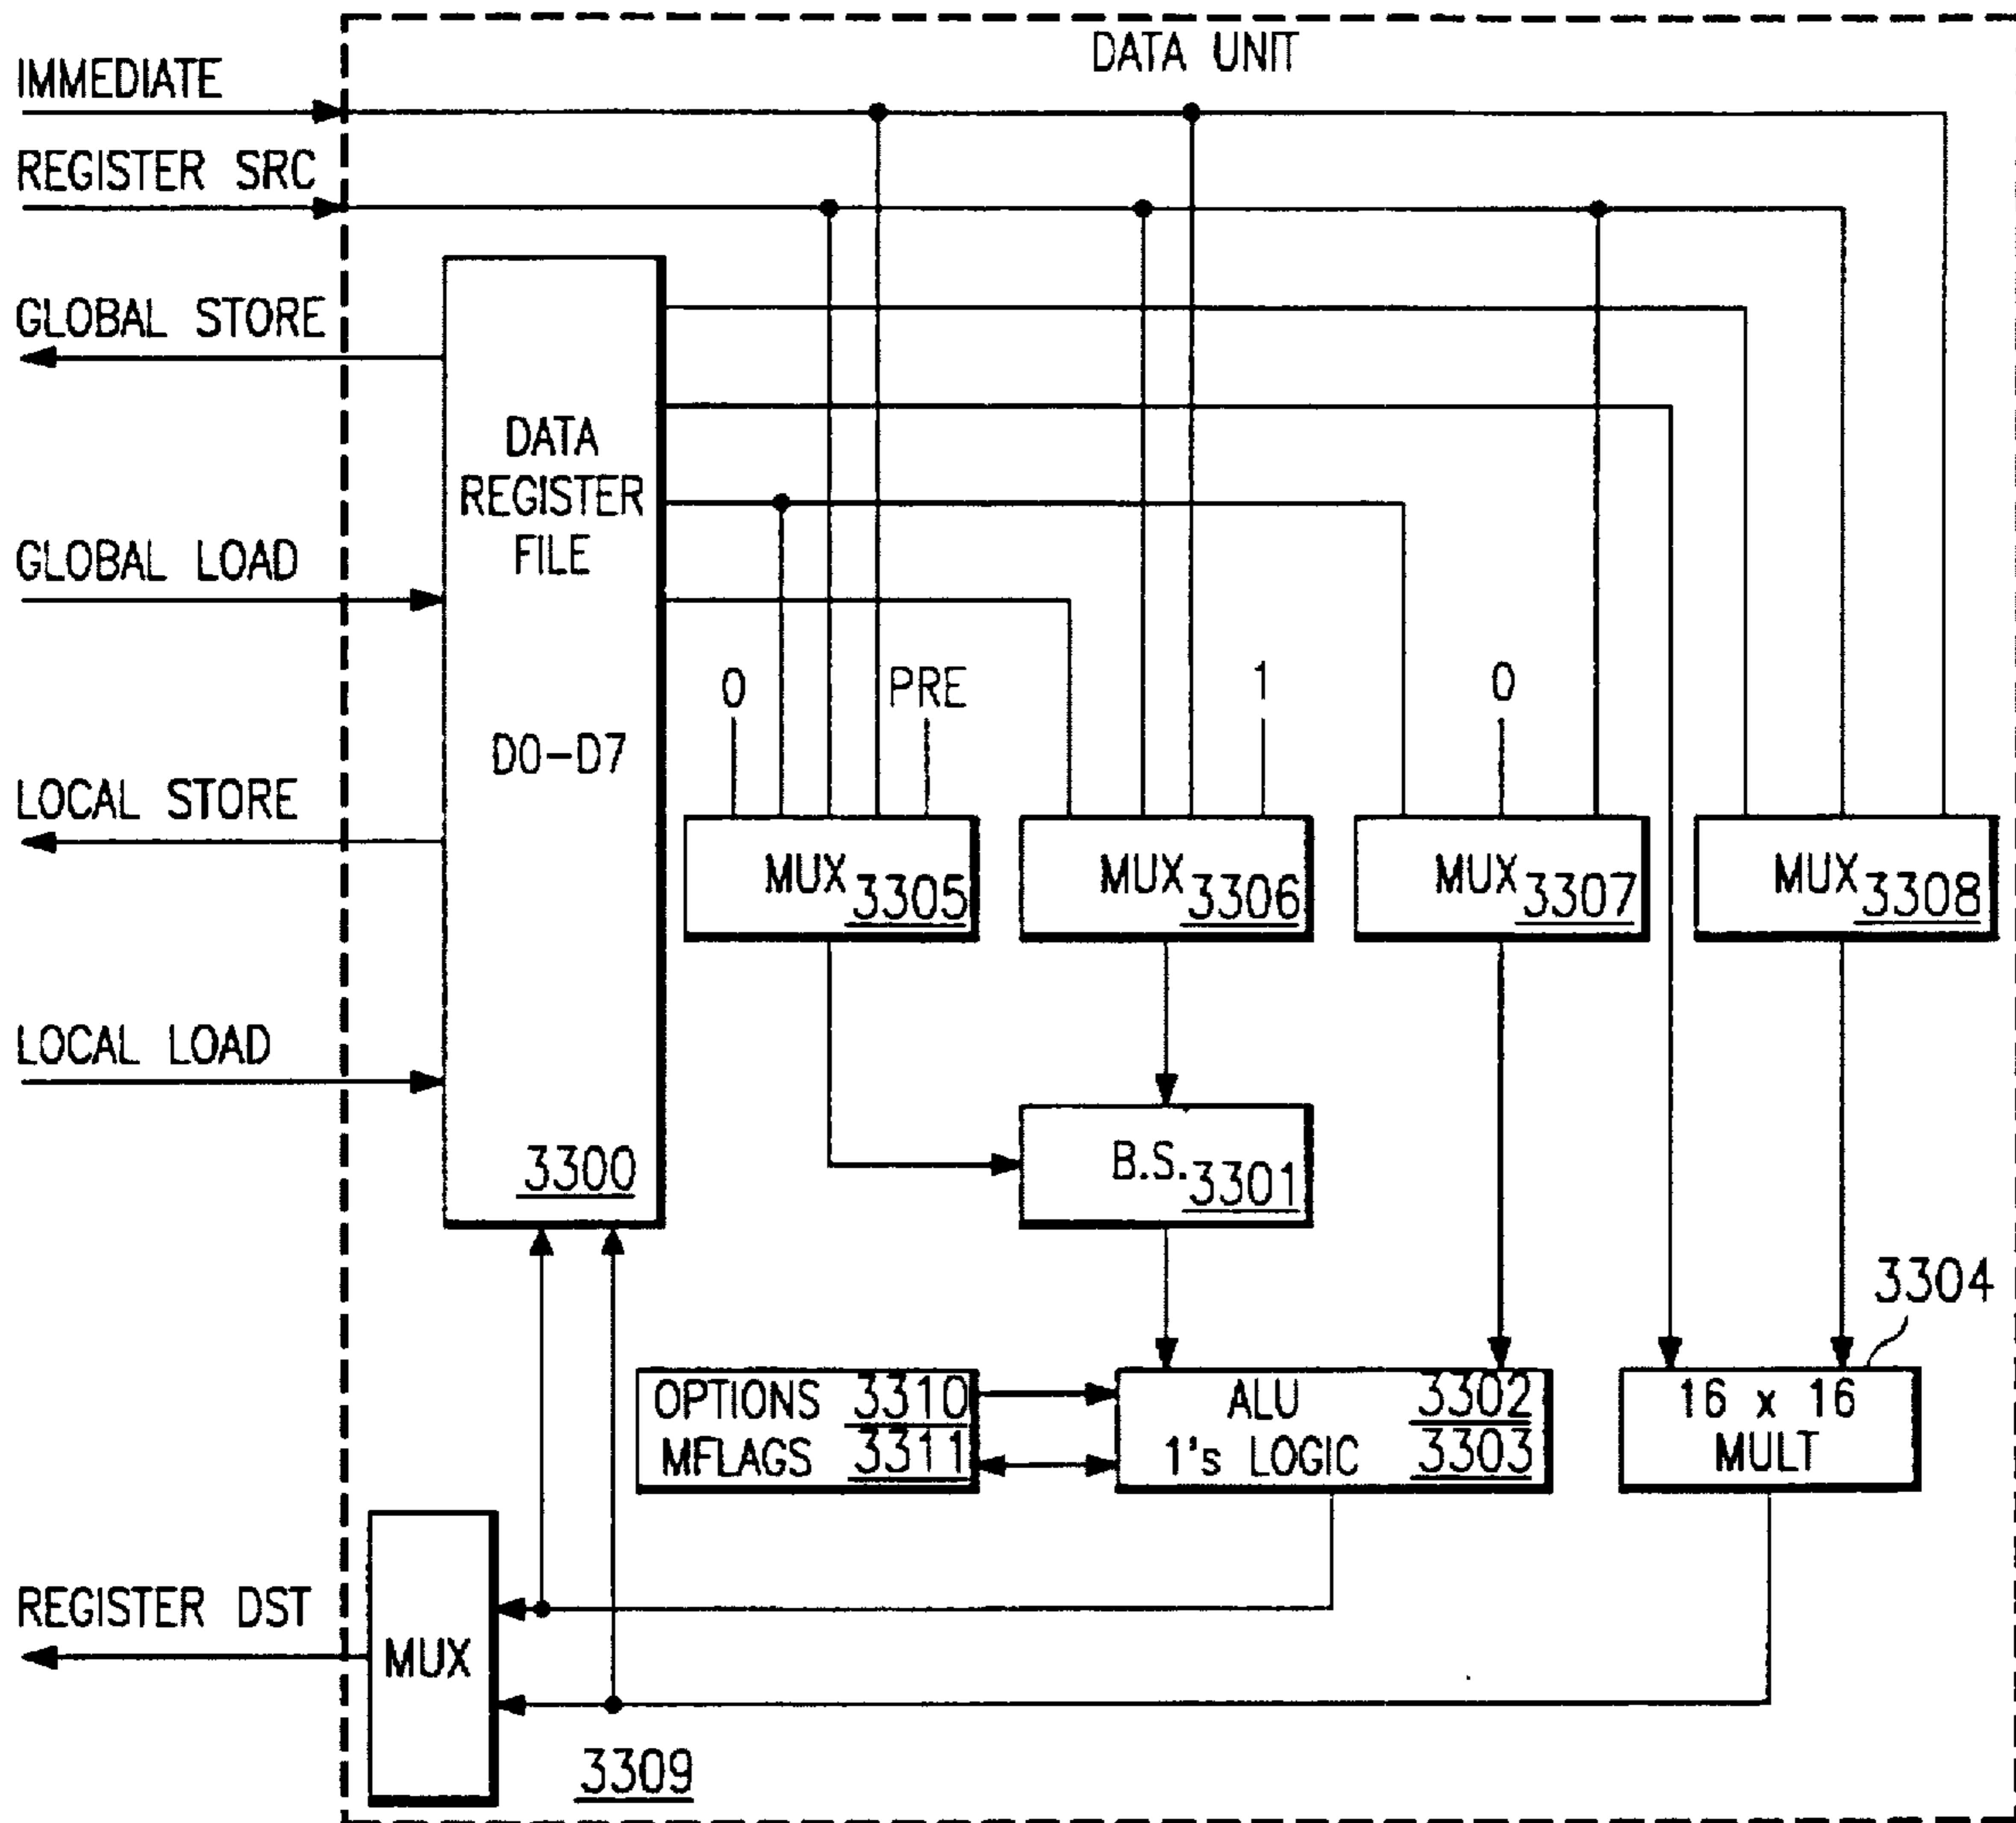 DATA UNIT
IMMEDIATE
REGISTER SRC
GLOBAL STORE
GLOBAL LOAD
LOCAL STORE
LOCAL LOAD
REGISTER DST
DATA
REGISTER
FILE
D0-D7
3300
0
PRE
1
0
MUX 3305
MUX 3306
MUX 3307
MUX 3308
B.S. 3301
3304
OPTIONS 3310
MFLAGS 3311
ALU 3302
1's LOGIC 3303
16 x 16
MULT
MUX
3309